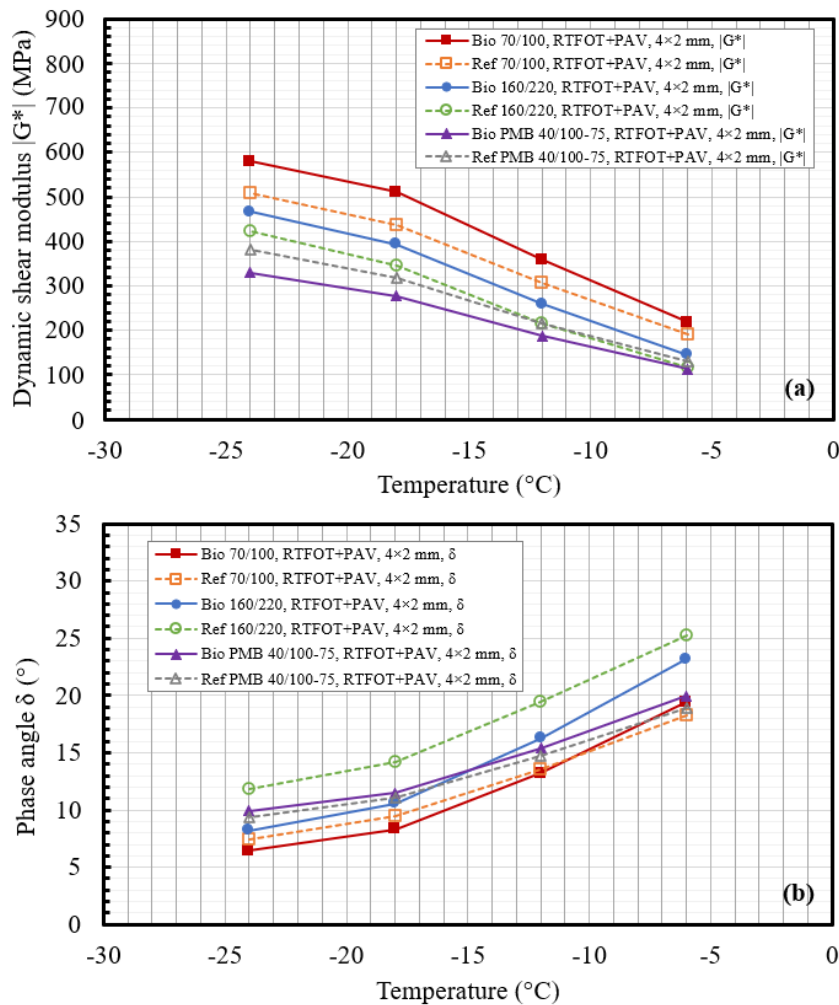 900
800
700
600
500
400
300
200
100
0
Dynamic shear modulus |G*| (MPa)
Bio 70/100, RTFOT+PAV, 4×2 mm, |G*|
Ref 70/100, RTFOT+PAV, 4×2 mm, |G*|
Bio 160/220, RTFOT+PAV, 4×2 mm, |G*|
Ref 160/220, RTFOT+PAV, 4×2 mm, |G*|
Bio PMB 40/100-75, RTFOT+PAV, 4×2 mm, |G*|
Ref PMB 40/100-75, RTFOT+PAV, 4×2 mm, |G*|
(a)
-30 -25 -20 -15 -10 -5 0
Temperature (°C)
35
30
25
20
15
10
5
0
Phase angle δ (°)
Bio 70/100, RTFOT+PAV, 4×2 mm, δ
Ref 70/100, RTFOT+PAV, 4×2 mm, δ
Bio 160/220, RTFOT+PAV, 4×2 mm, δ
Ref 160/220, RTFOT+PAV, 4×2 mm, δ
Bio PMB 40/100-75, RTFOT+PAV, 4×2 mm, δ
Ref PMB 40/100-75, RTFOT+PAV, 4×2 mm, δ
(b)
-30 -25 -20 -15 -10 -5 0
Temperature (°C)